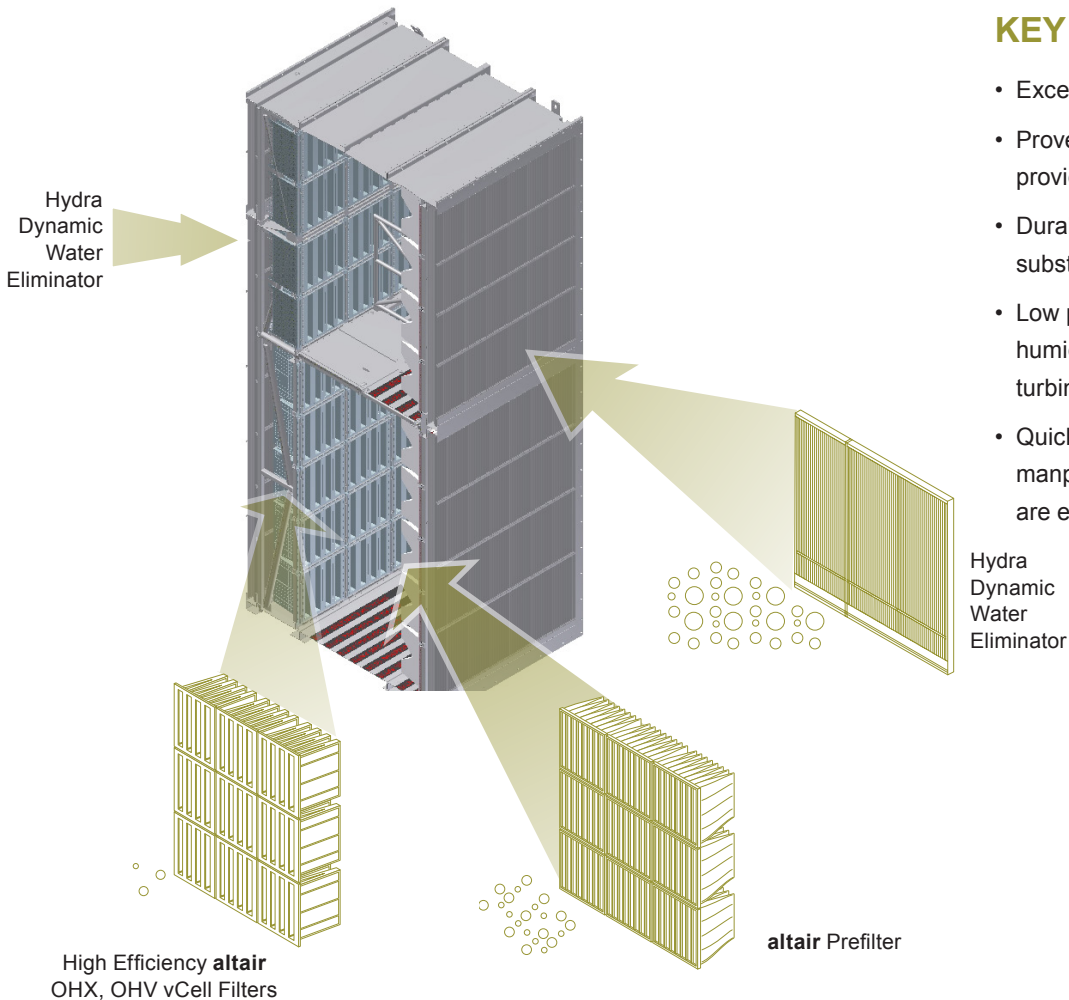 KEY
• Exce
• Prove
provid
• Dura
subst
• Low p
humid
turbin
• Quick
manp
are e
Hydra
Dynamic
Water
Eliminator
Hydra
Dynamic
Water
Eliminator
altair Prefilter
High Efficiency altair
OHX, OHV vCell Filters